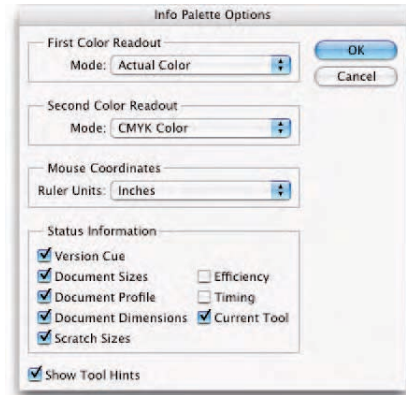 Info Palette Options
First Color Readout
Mode: Actual Color
OK
Cancel
Second Color Readout
Mode: CMYK Color
Mouse Coordinates
Ruler Units: Inches
Status Information
Version Cue
Document Sizes Efficiency
Document Profile Timing
Document Dimensions Current Tool
Scratch Sizes
Show Tool Hints